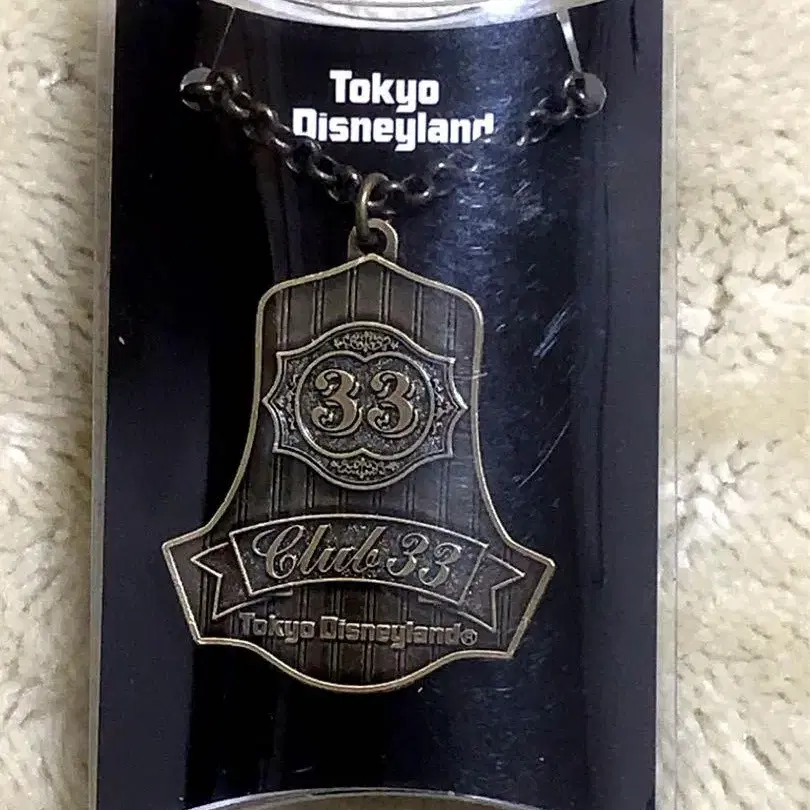 Tokyo
Disneyland
33
Club 33
Tokyo Disneyland®